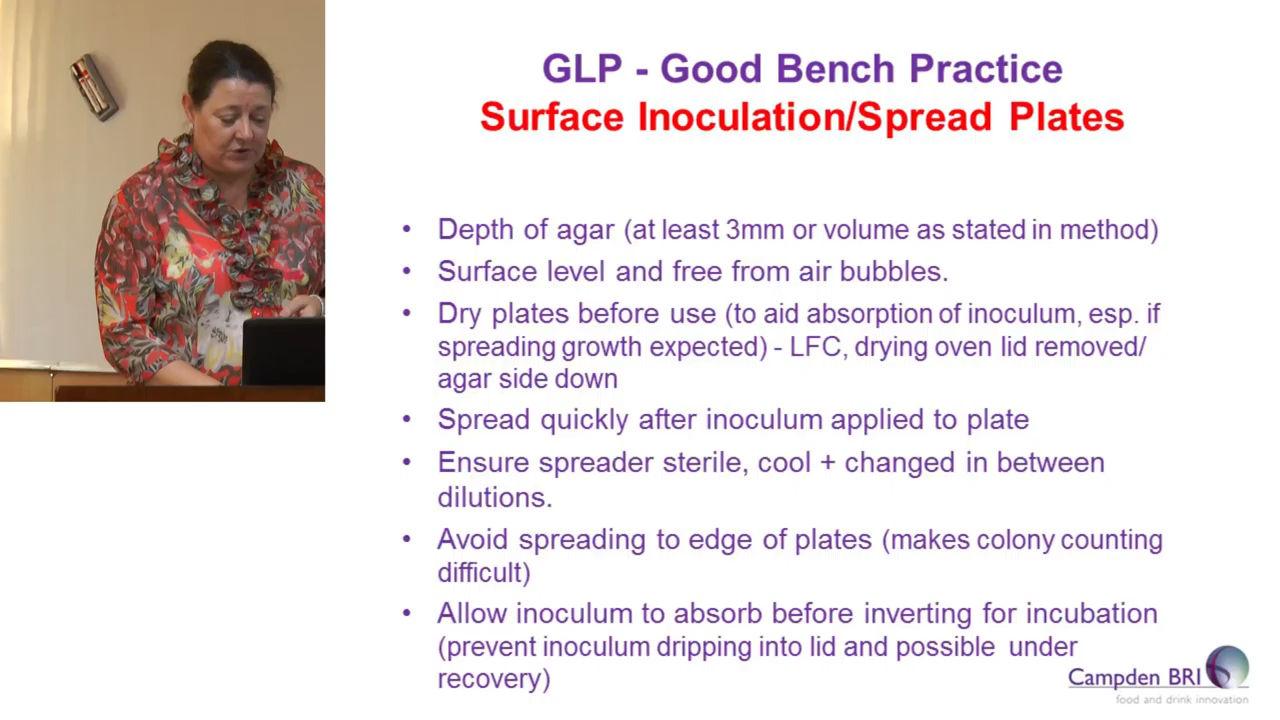 GLP - Good Bench Practice
Surface Inoculation/Spread Plates
• Depth of agar (at least 3mm or volume as stated in method)
• Surface level and free from air bubbles.
• Dry plates before use (to aid absorption of inoculum, esp. if
spreading growth expected) - LFC, drying oven lid removed/
agar side down
• Spread quickly after inoculum applied to plate
• Ensure spreader sterile, cool + changed in between
dilutions.
• Avoid spreading to edge of plates (makes colony counting
difficult)
• Allow inoculum to absorb before inverting for incubation
(prevent inoculum dripping into lid and possible under
recovery)
Campden BRI
food and drink innovation